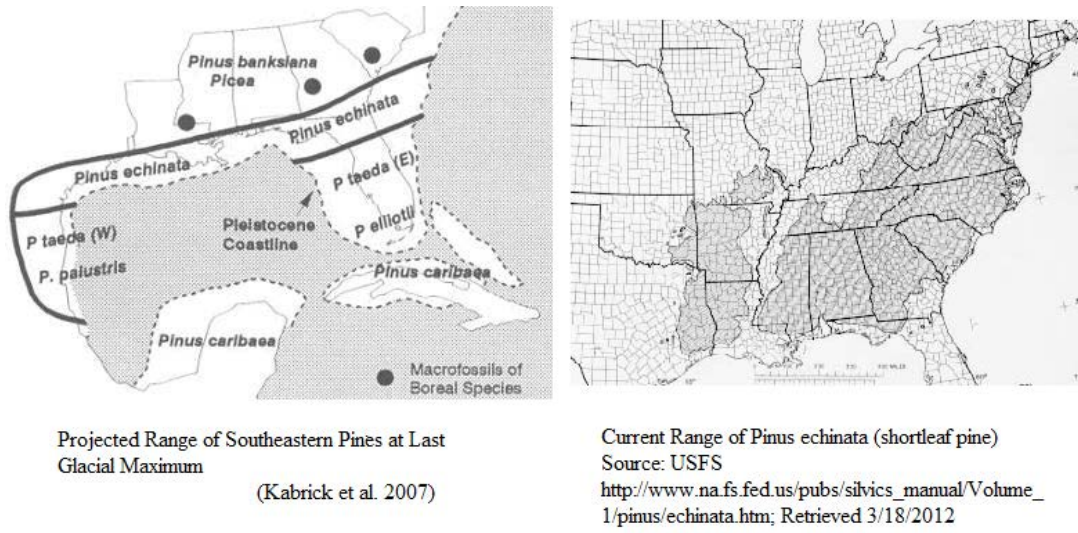 Pinus banksiana
Picea
Pinus echinata
Pinus echinata
P taeda (E)
P taeda (W)
Pleistocene
Coastline
P elliotii
P. palustris
Pinus caribaea
Pinus caribaea
Macrofossils of
Boreal Species
Projected Range of Southeastern Pines at Last
Glacial Maximum
(Kabrick et al. 2007)
Current Range of Pinus echinata (shortleaf pine)
Source: USFS
http://www.na.fs.fed.us/pubs/silvics_manual/Volume_
1/pinus/echinata.htm; Retrieved 3/18/2012